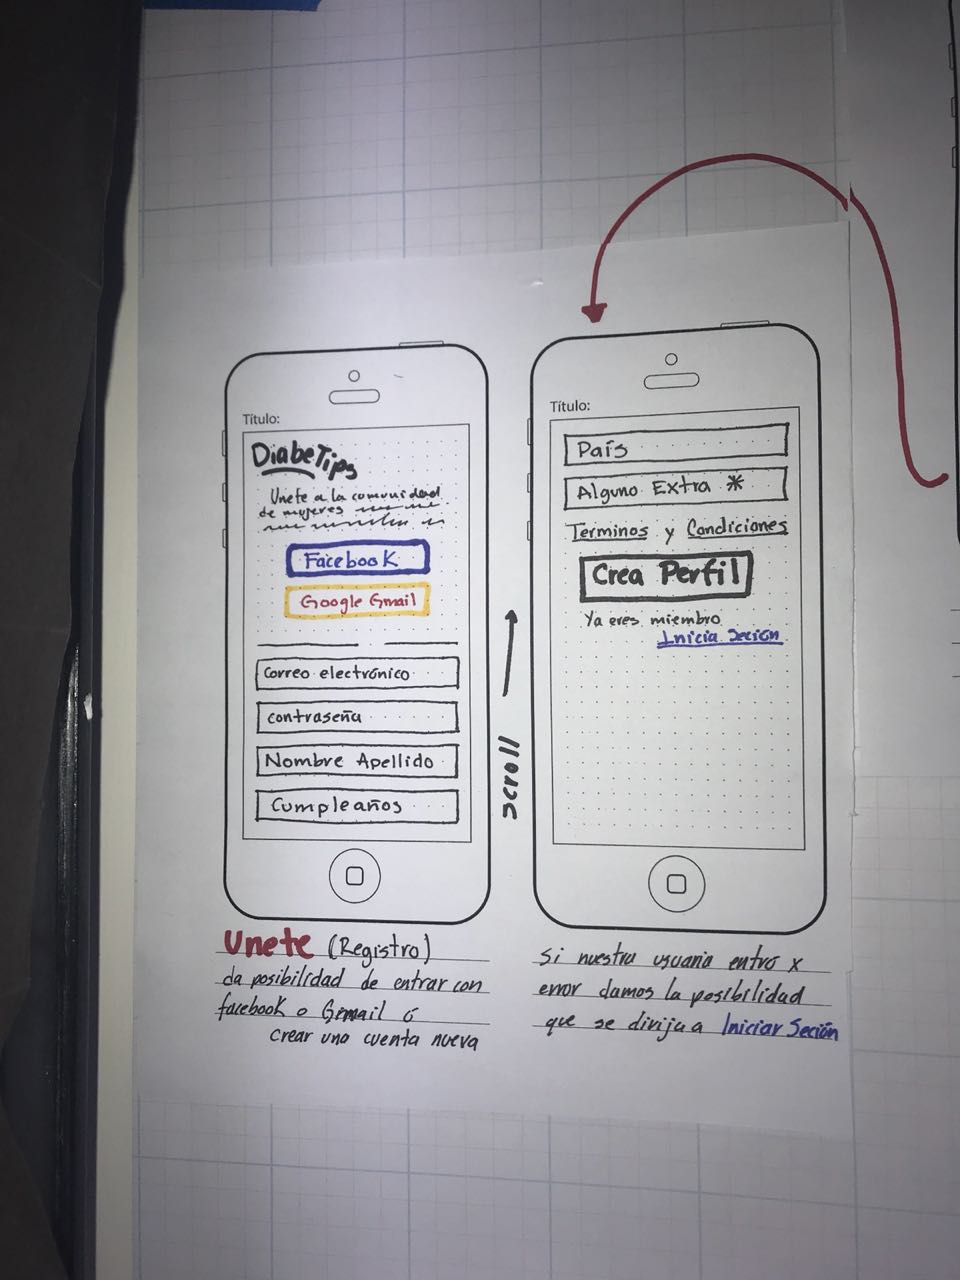 Título:
DiabeTips
Unete a la comunidad
de mujeres
Facebook
Google Gmail
Correo electrónico
contraseña
Nombre Apellido
Cumpleaños
scroll
Título:
País
Alguno Extra *
Terminos y Condiciones
Crea Perfil
Ya eres miembro
Inicia Seción
Unete (Registro)
da posibilidad de entrar con
facebook o Gmail ó
crear una cuenta nueva
Si nuestra usuaria entró x
error damos la posibilidad
que se dirija a Iniciar Seción